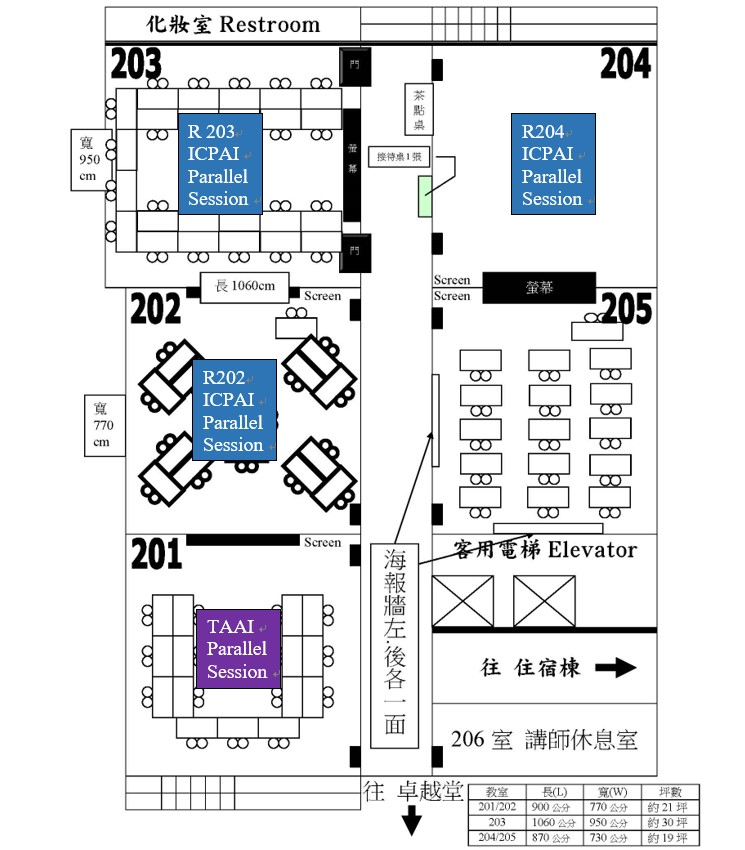 化妝室 Restroom
203
門
204
茶
點
桌
R 203
ICPAI
Parallel
Session
R204
ICPAI
Parallel
Session
寬
950
cm
螢
幕
接待桌1張
門
長 1060cm
Screen
Screen
Screen
螢幕
202
205
R202
ICPAI
Parallel
Session
寬
770
cm
201
Screen
客用電梯 Elevator
海報牆左.後各一面
TAAI
Parallel
Session
往 住宿棟
206 室 講師休息室
往 卓越堂
教室 長(L) 寬(W) 坪數
201/202 900 公分 770 公分 約 21 坪
203 1060 公分 950 公分 約 30 坪
204/205 870 公分 730 公分 約 19 坪